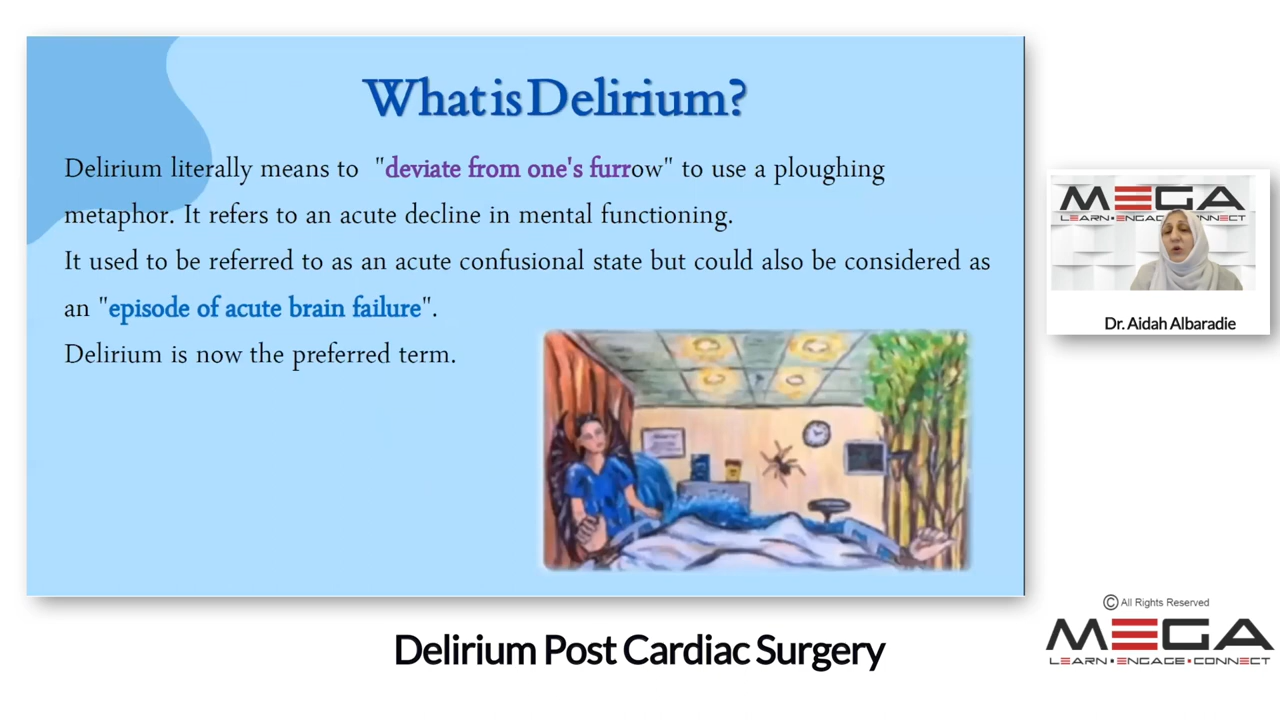 What is Delirium?
Delirium literally means to "deviate from one's furrow" to use a ploughing
metaphor. It refers to an acute decline in mental functioning.
It used to be referred to as an acute confusional state but could also be considered as
an "episode of acute brain failure".
Delirium is now the preferred term.
MEGA
LEARN ENGAGE CONNECT
Dr. Aidah Albaradie
Delirium Post Cardiac Surgery
© All Rights Reserved
MEGA
LEARN ▪ ENGAGE ▪ CONNECT